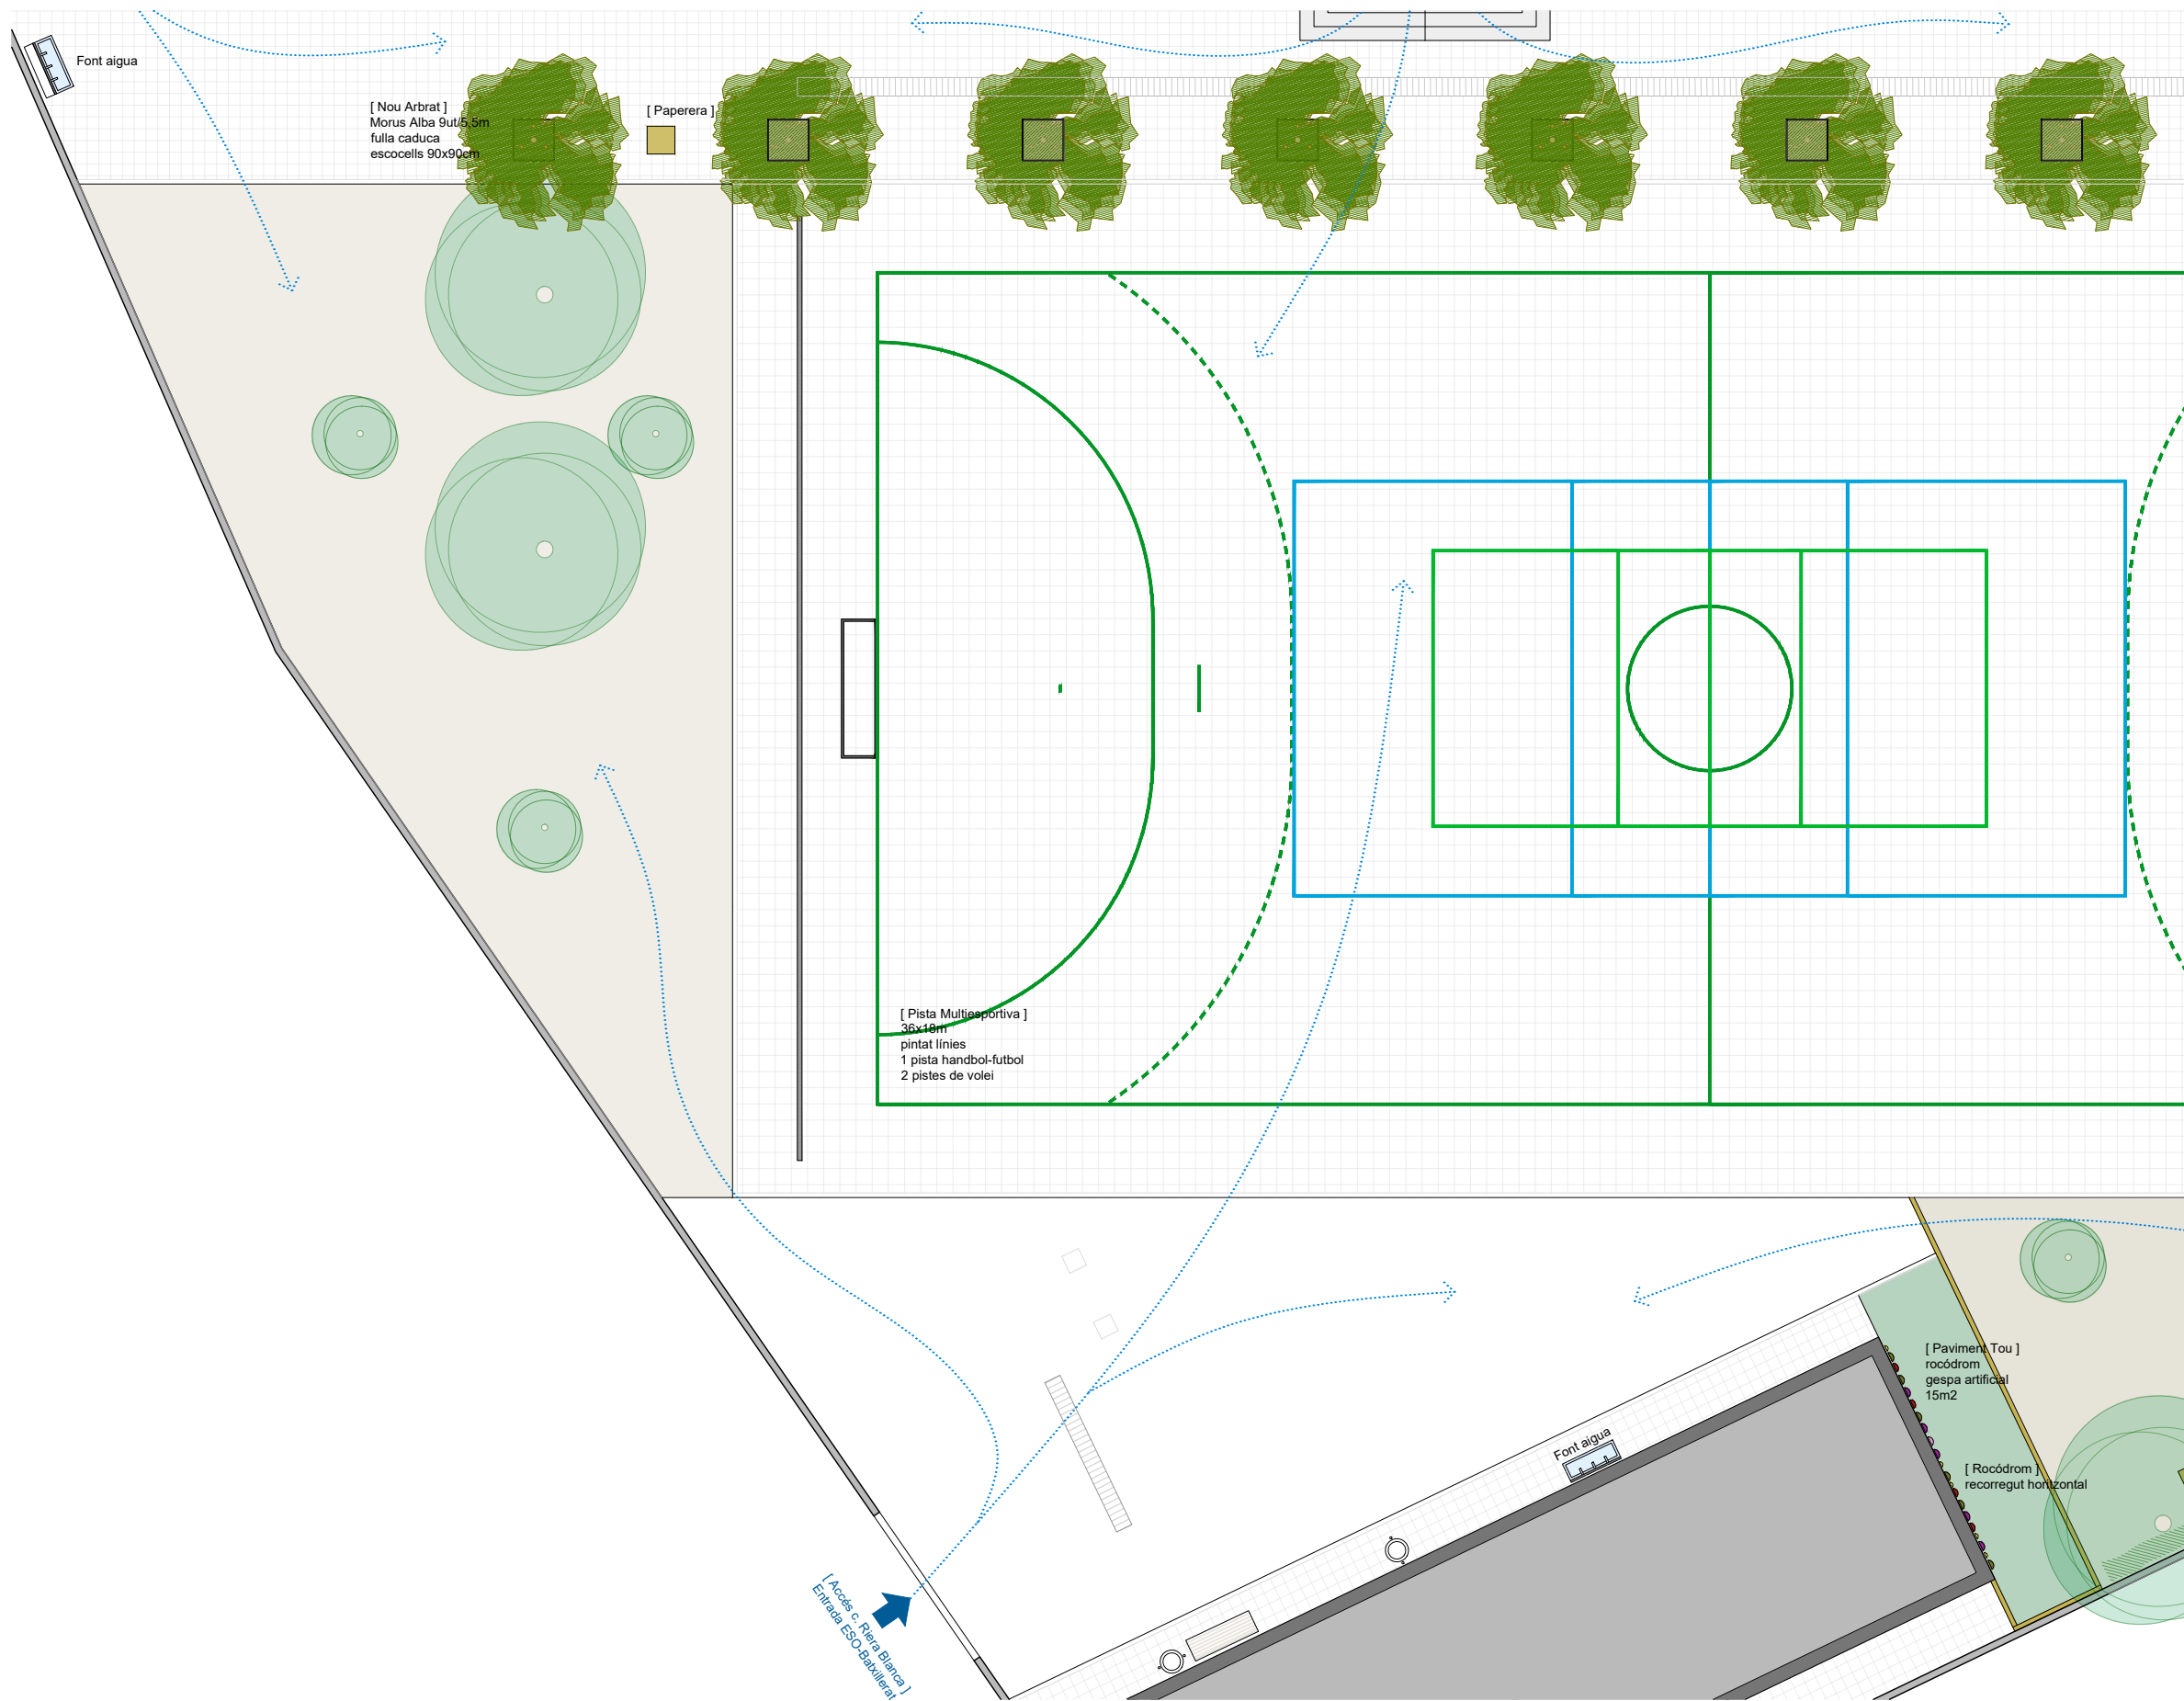 Font aigua
[ Nou Arbrat ]
Morus Alba 9ut/5,5m
fulla caduca
escocells 90x90cm
[ Paperera ]
[ Pista Multiesportiva ]
36x18m
pintat línies
1 pista handbol-futbol
2 pistes de volei
[ Paviment Tou ]
rocódrom
gespa artificial
15m2
Font aigua
[ Rocódrom ]
recorregut horitzontal
[ Accés c. Riera Blanca ]
Entrada ESO-Batxillerat